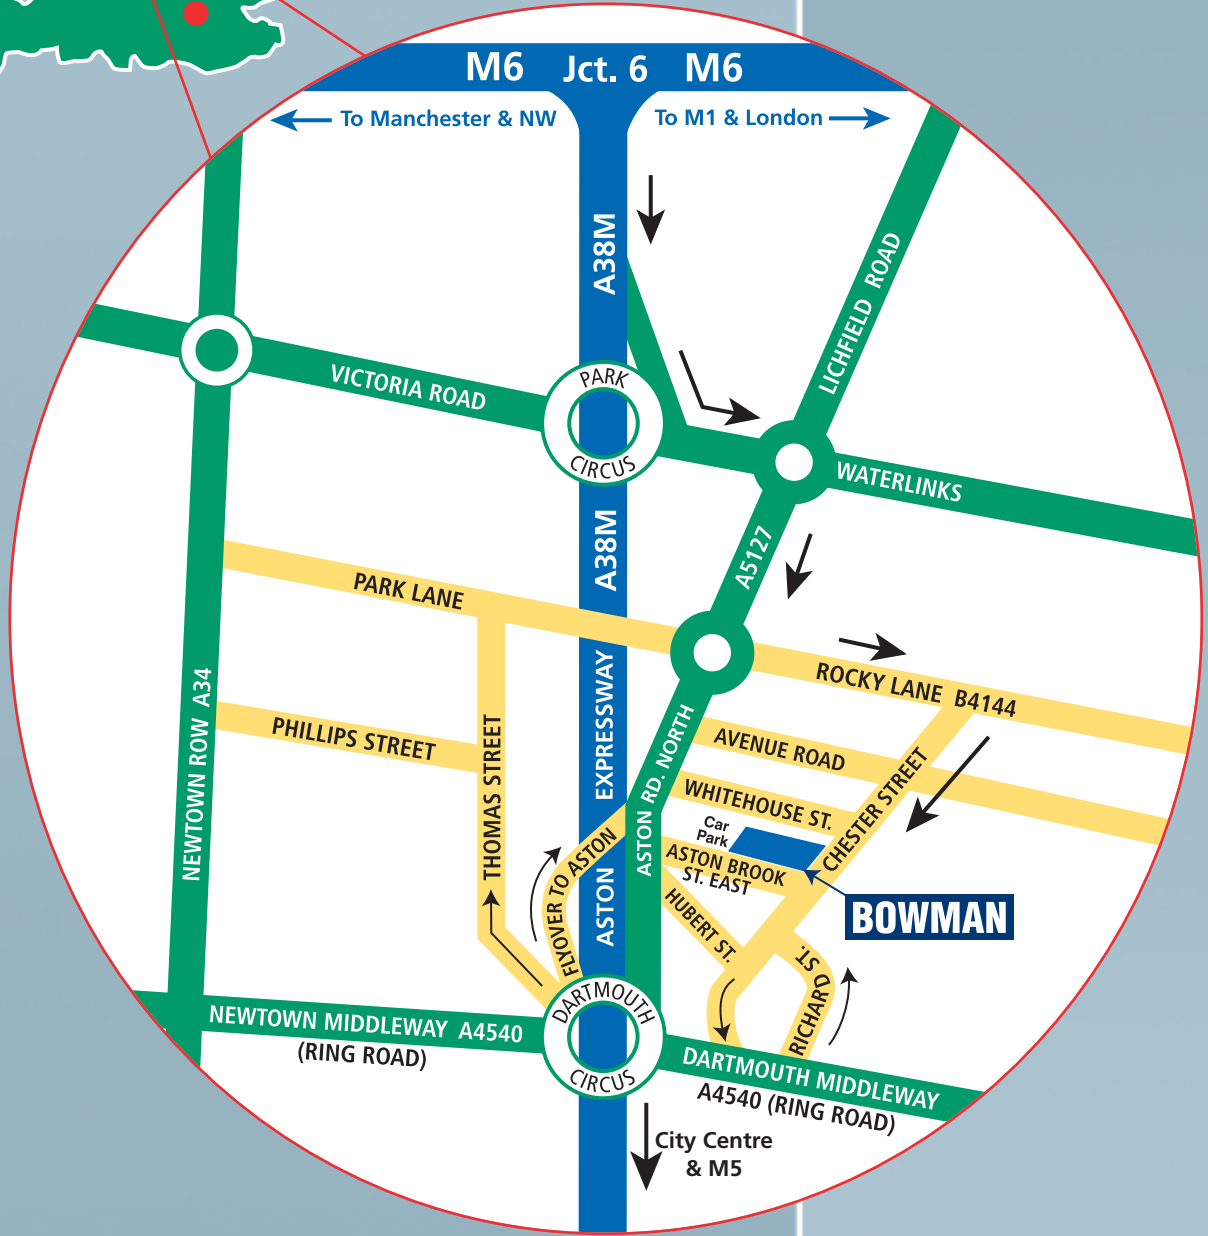 M6 Jct. 6 M6
To Manchester & NW
To M1 & London
A38M
LICHFIELD ROAD
VICTORIA ROAD
PARK
CIRCUS
WATERLINKS
A38M
A5127
PARK LANE
ROCKY LANE B4144
NEWTOWN ROW A34
PHILLIPS STREET
THOMAS STREET
ASTON EXPRESSWAY
ASTON RD. NORTH
AVENUE ROAD
WHITEHOUSE ST.
CHESTER STREET
Car
Park
ASTON BROOK
ST. EAST
FLYOVER TO ASTON
HUBERT ST.
BOWMAN
RICHARD ST.
DARTMOUTH
CIRCUS
NEWTOWN MIDDLEWAY A4540
(RING ROAD)
DARTMOUTH MIDDLEWAY
A4540 (RING ROAD)
City Centre
& M5